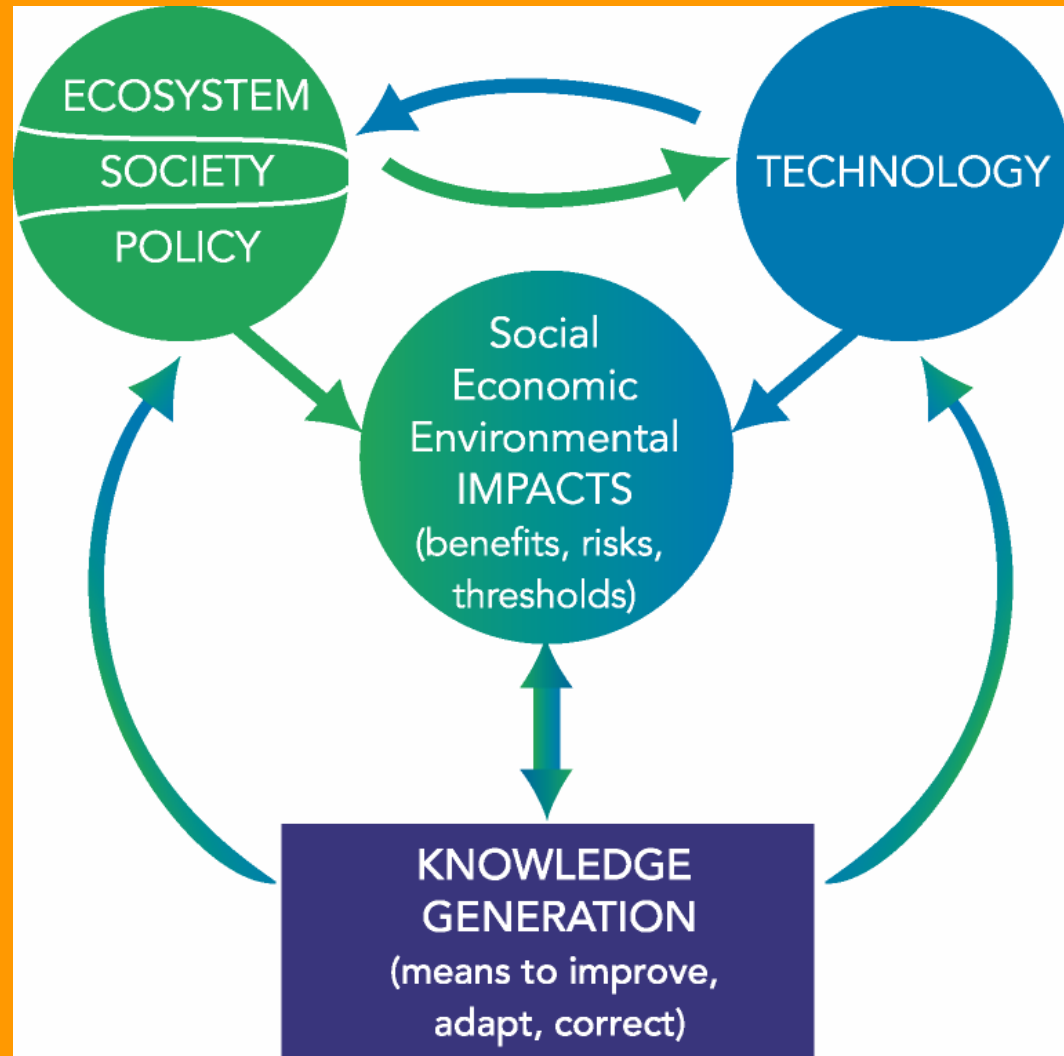 ECOSYSTEM
SOCIETY
POLICY
TECHNOLOGY
Social
Economic
Environmental
IMPACTS
(benefits, risks,
thresholds)
KNOWLEDGE
GENERATION
(means to improve,
adapt, correct)